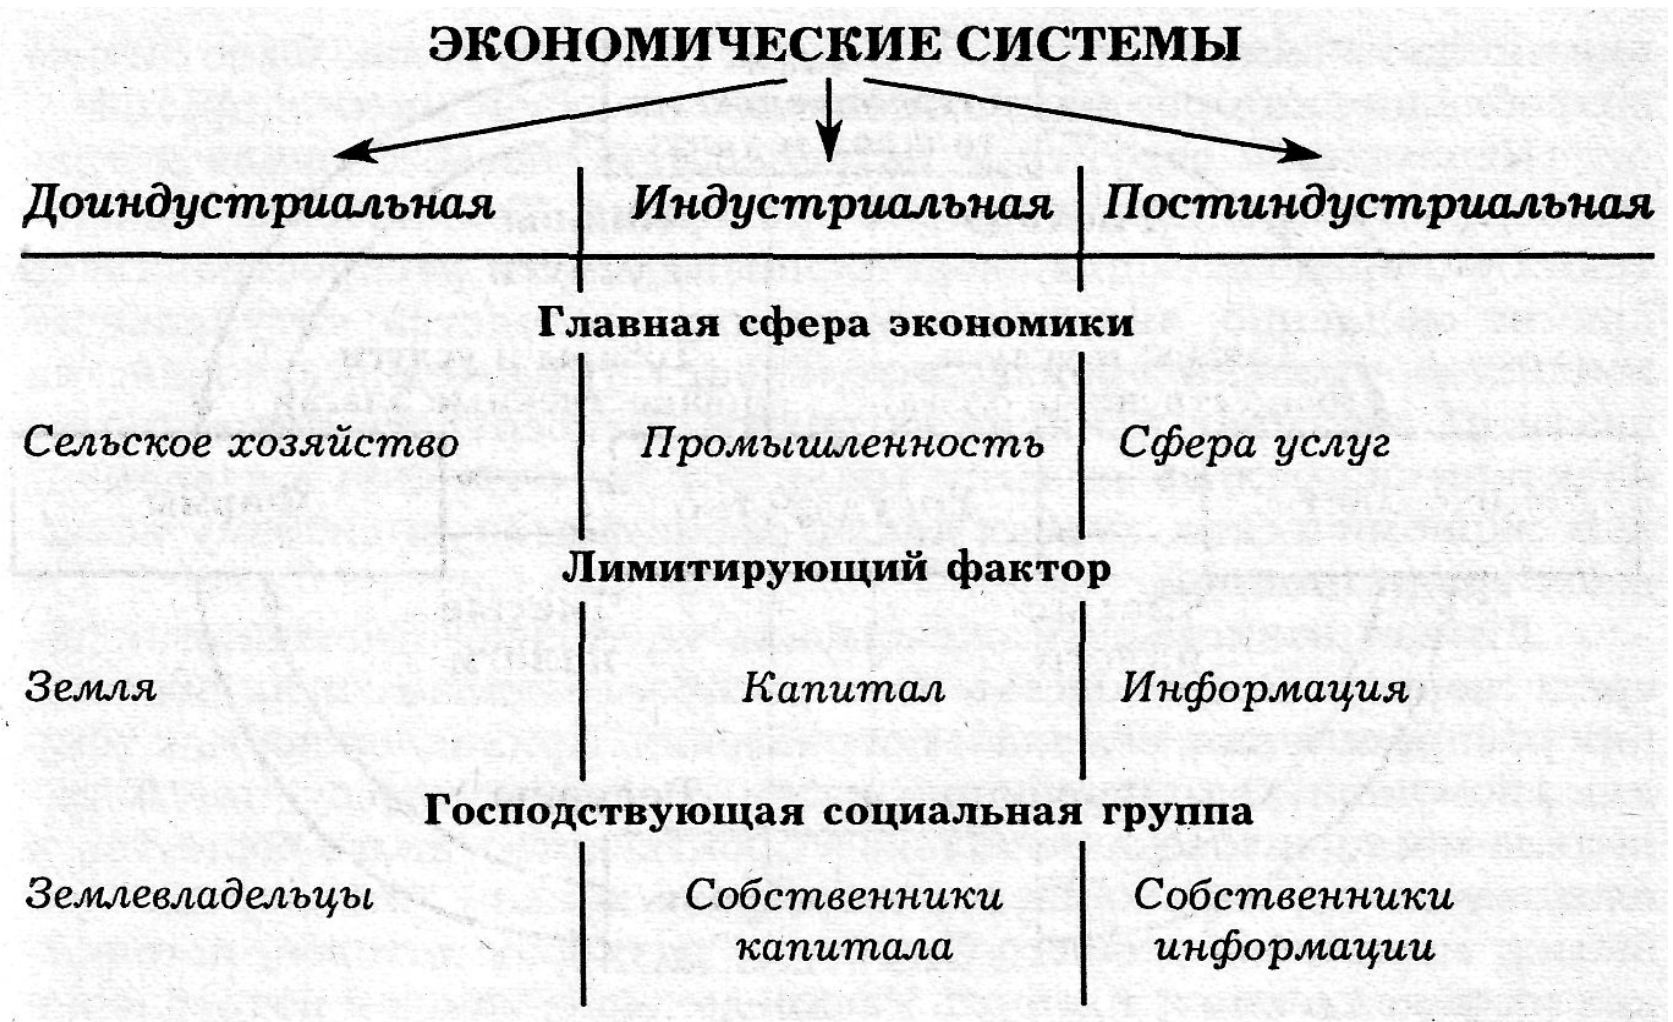 ЭКОНОМИЧЕСКИЕ СИСТЕМЫ
Доиндустриальная Индустриальная Постиндустриальная
Главная сфера экономики
Сельское хозяйство Промышленность Сфера услуг
Лимитирующий фактор
Земля Капитал Информация
Господствующая социальная группа
Землевладельцы Собственники Собственники
капитала информации